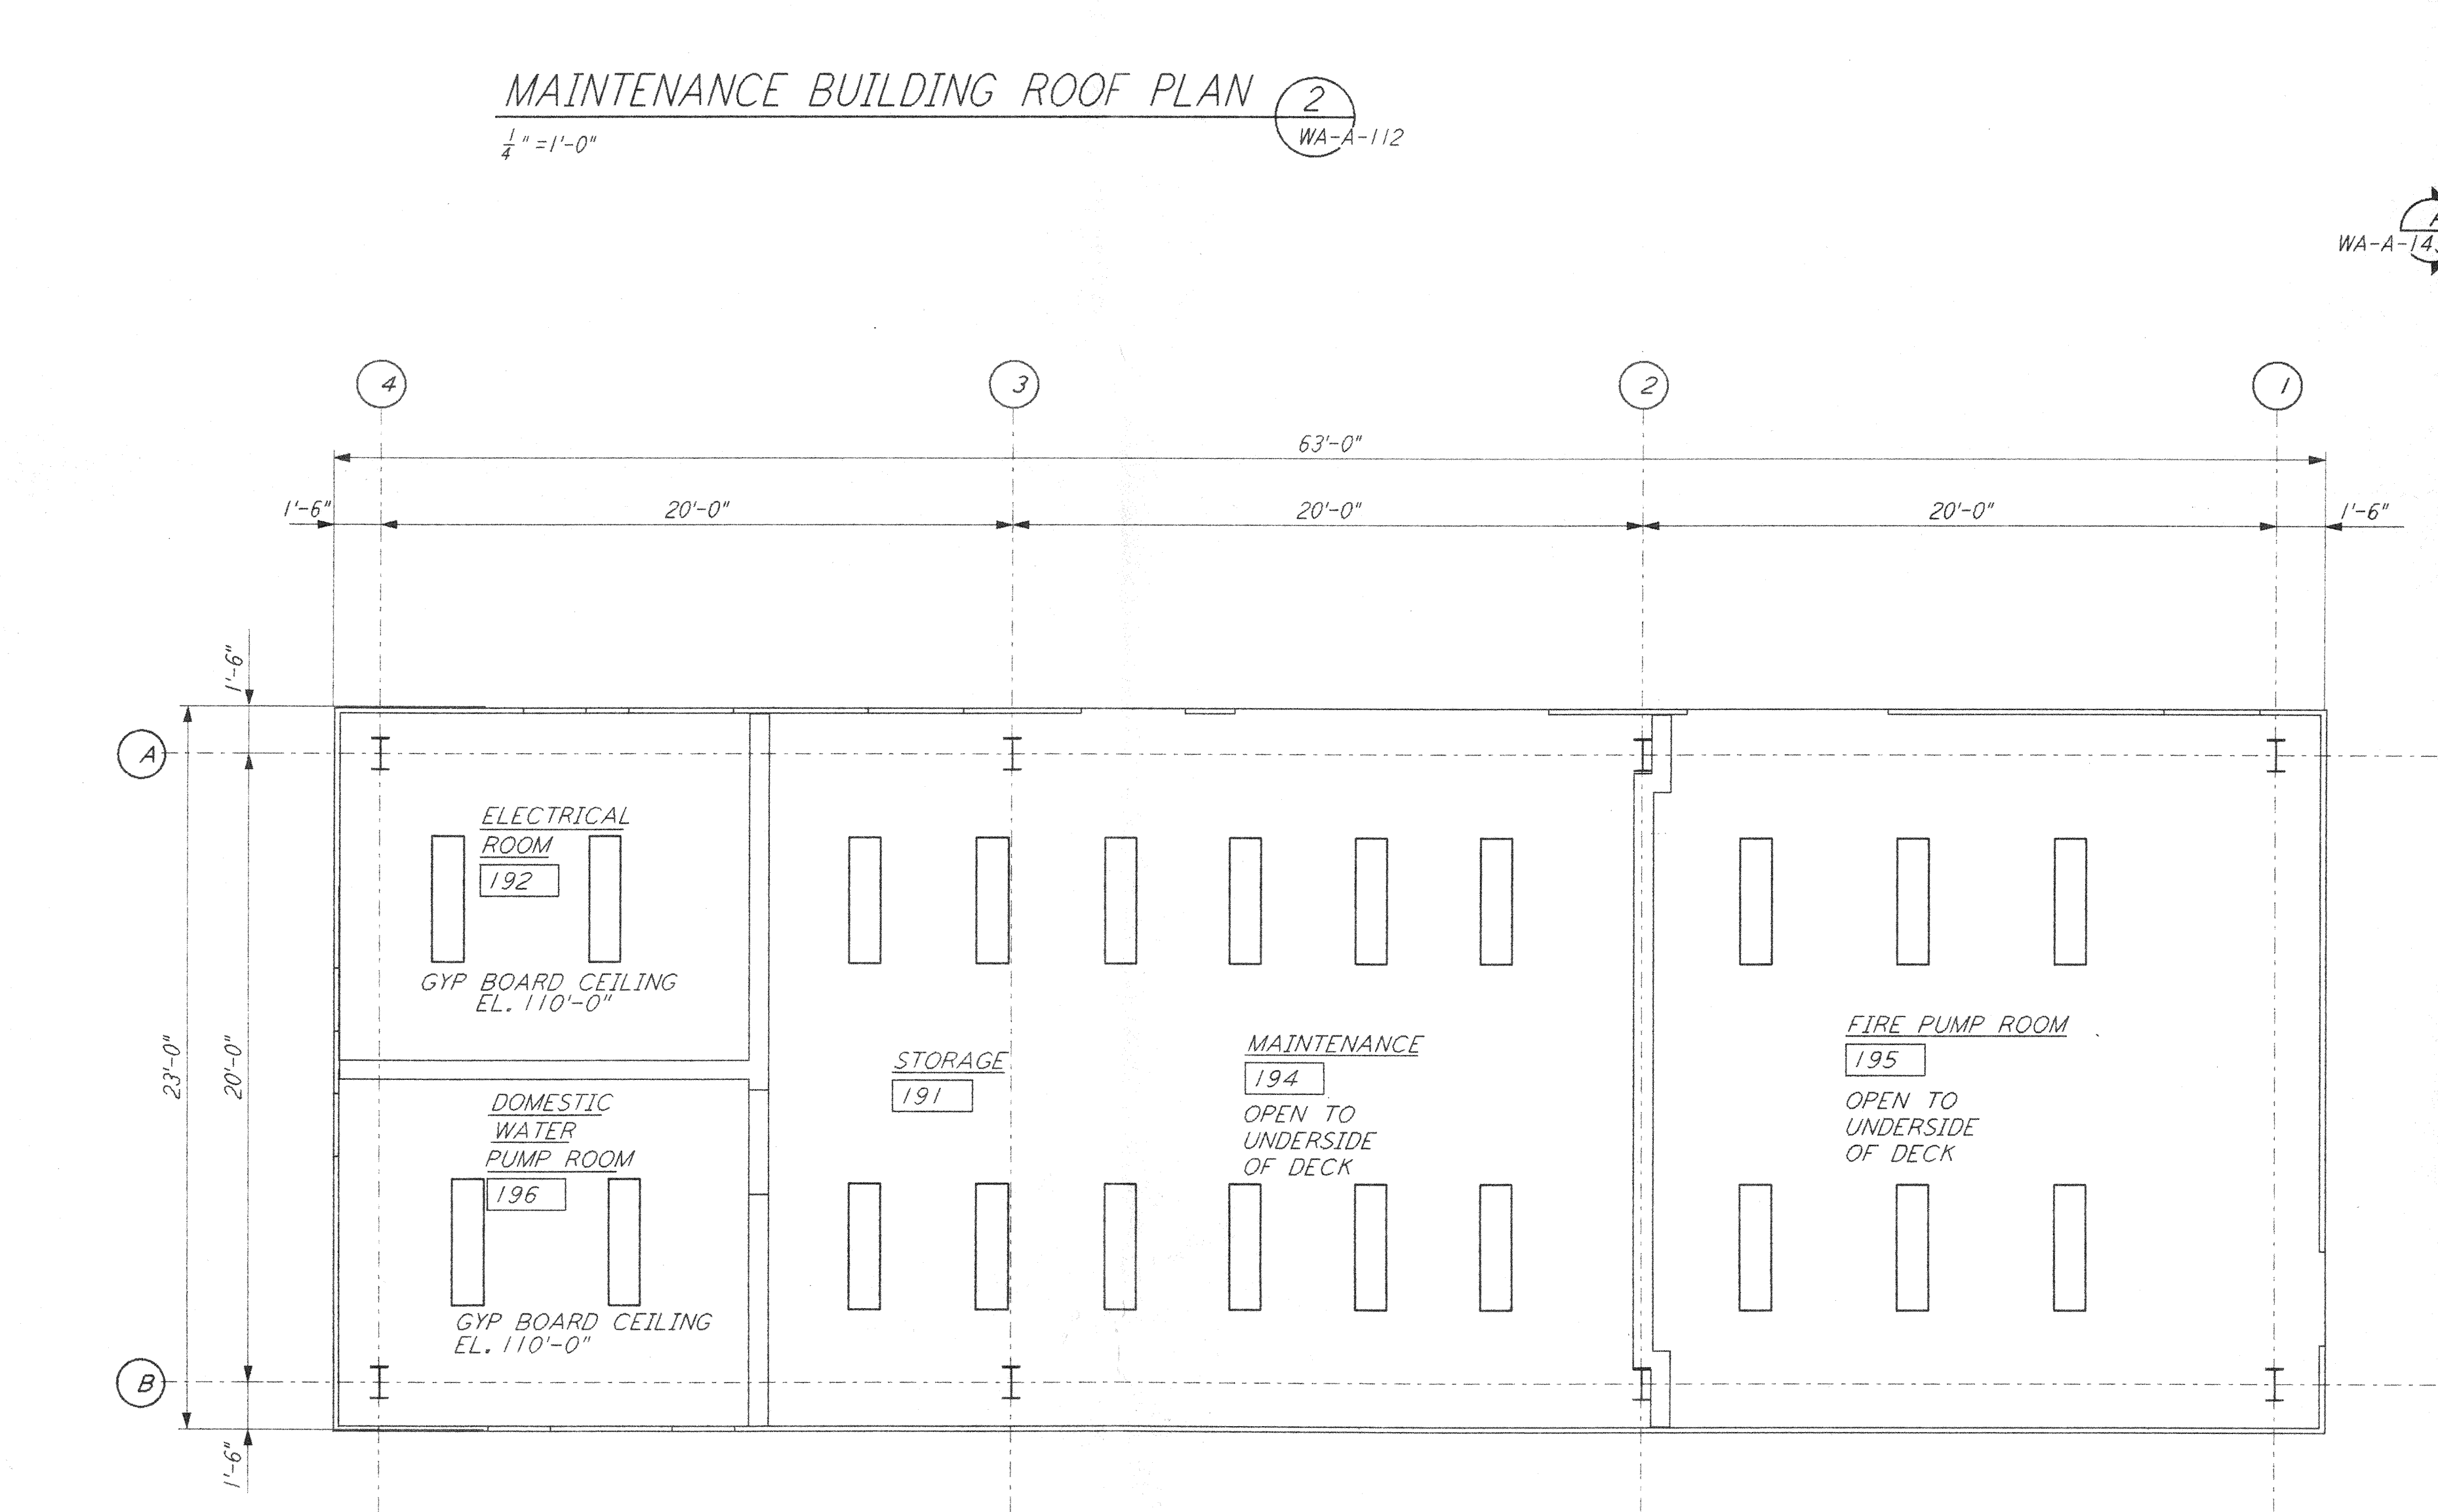 MAINTENANCE BUILDING ROOF PLAN
2
1/4" = 1'-0"
WA-A-112
WA-A-143
4
3
2
1
63'-0"
1'-6"
20'-0"
20'-0"
20'-0"
1'-6"
1'-6"
A
ELECTRICAL
ROOM
192
GYP BOARD CEILING
EL. 110'-0"
23'-0"
20'-0"
STORAGE
191
MAINTENANCE
194
OPEN TO
UNDERSIDE
OF DECK
FIRE PUMP ROOM
195
OPEN TO
UNDERSIDE
OF DECK
DOMESTIC
WATER
PUMP ROOM
196
GYP BOARD CEILING
EL. 110'-0"
B
1'-6"